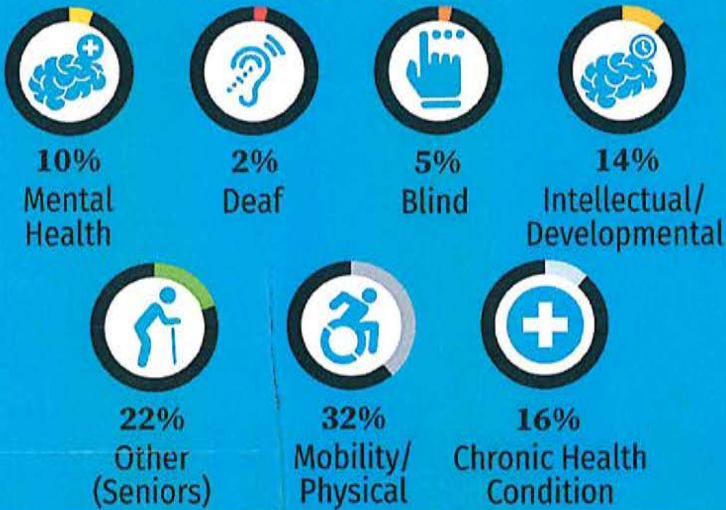 10%
Mental
Health
2%
Deaf
5%
Blind
14%
Intellectual/
Developmental
22%
Other
(Seniors)
32%
Mobility/
Physical
16%
Chronic Health
Condition